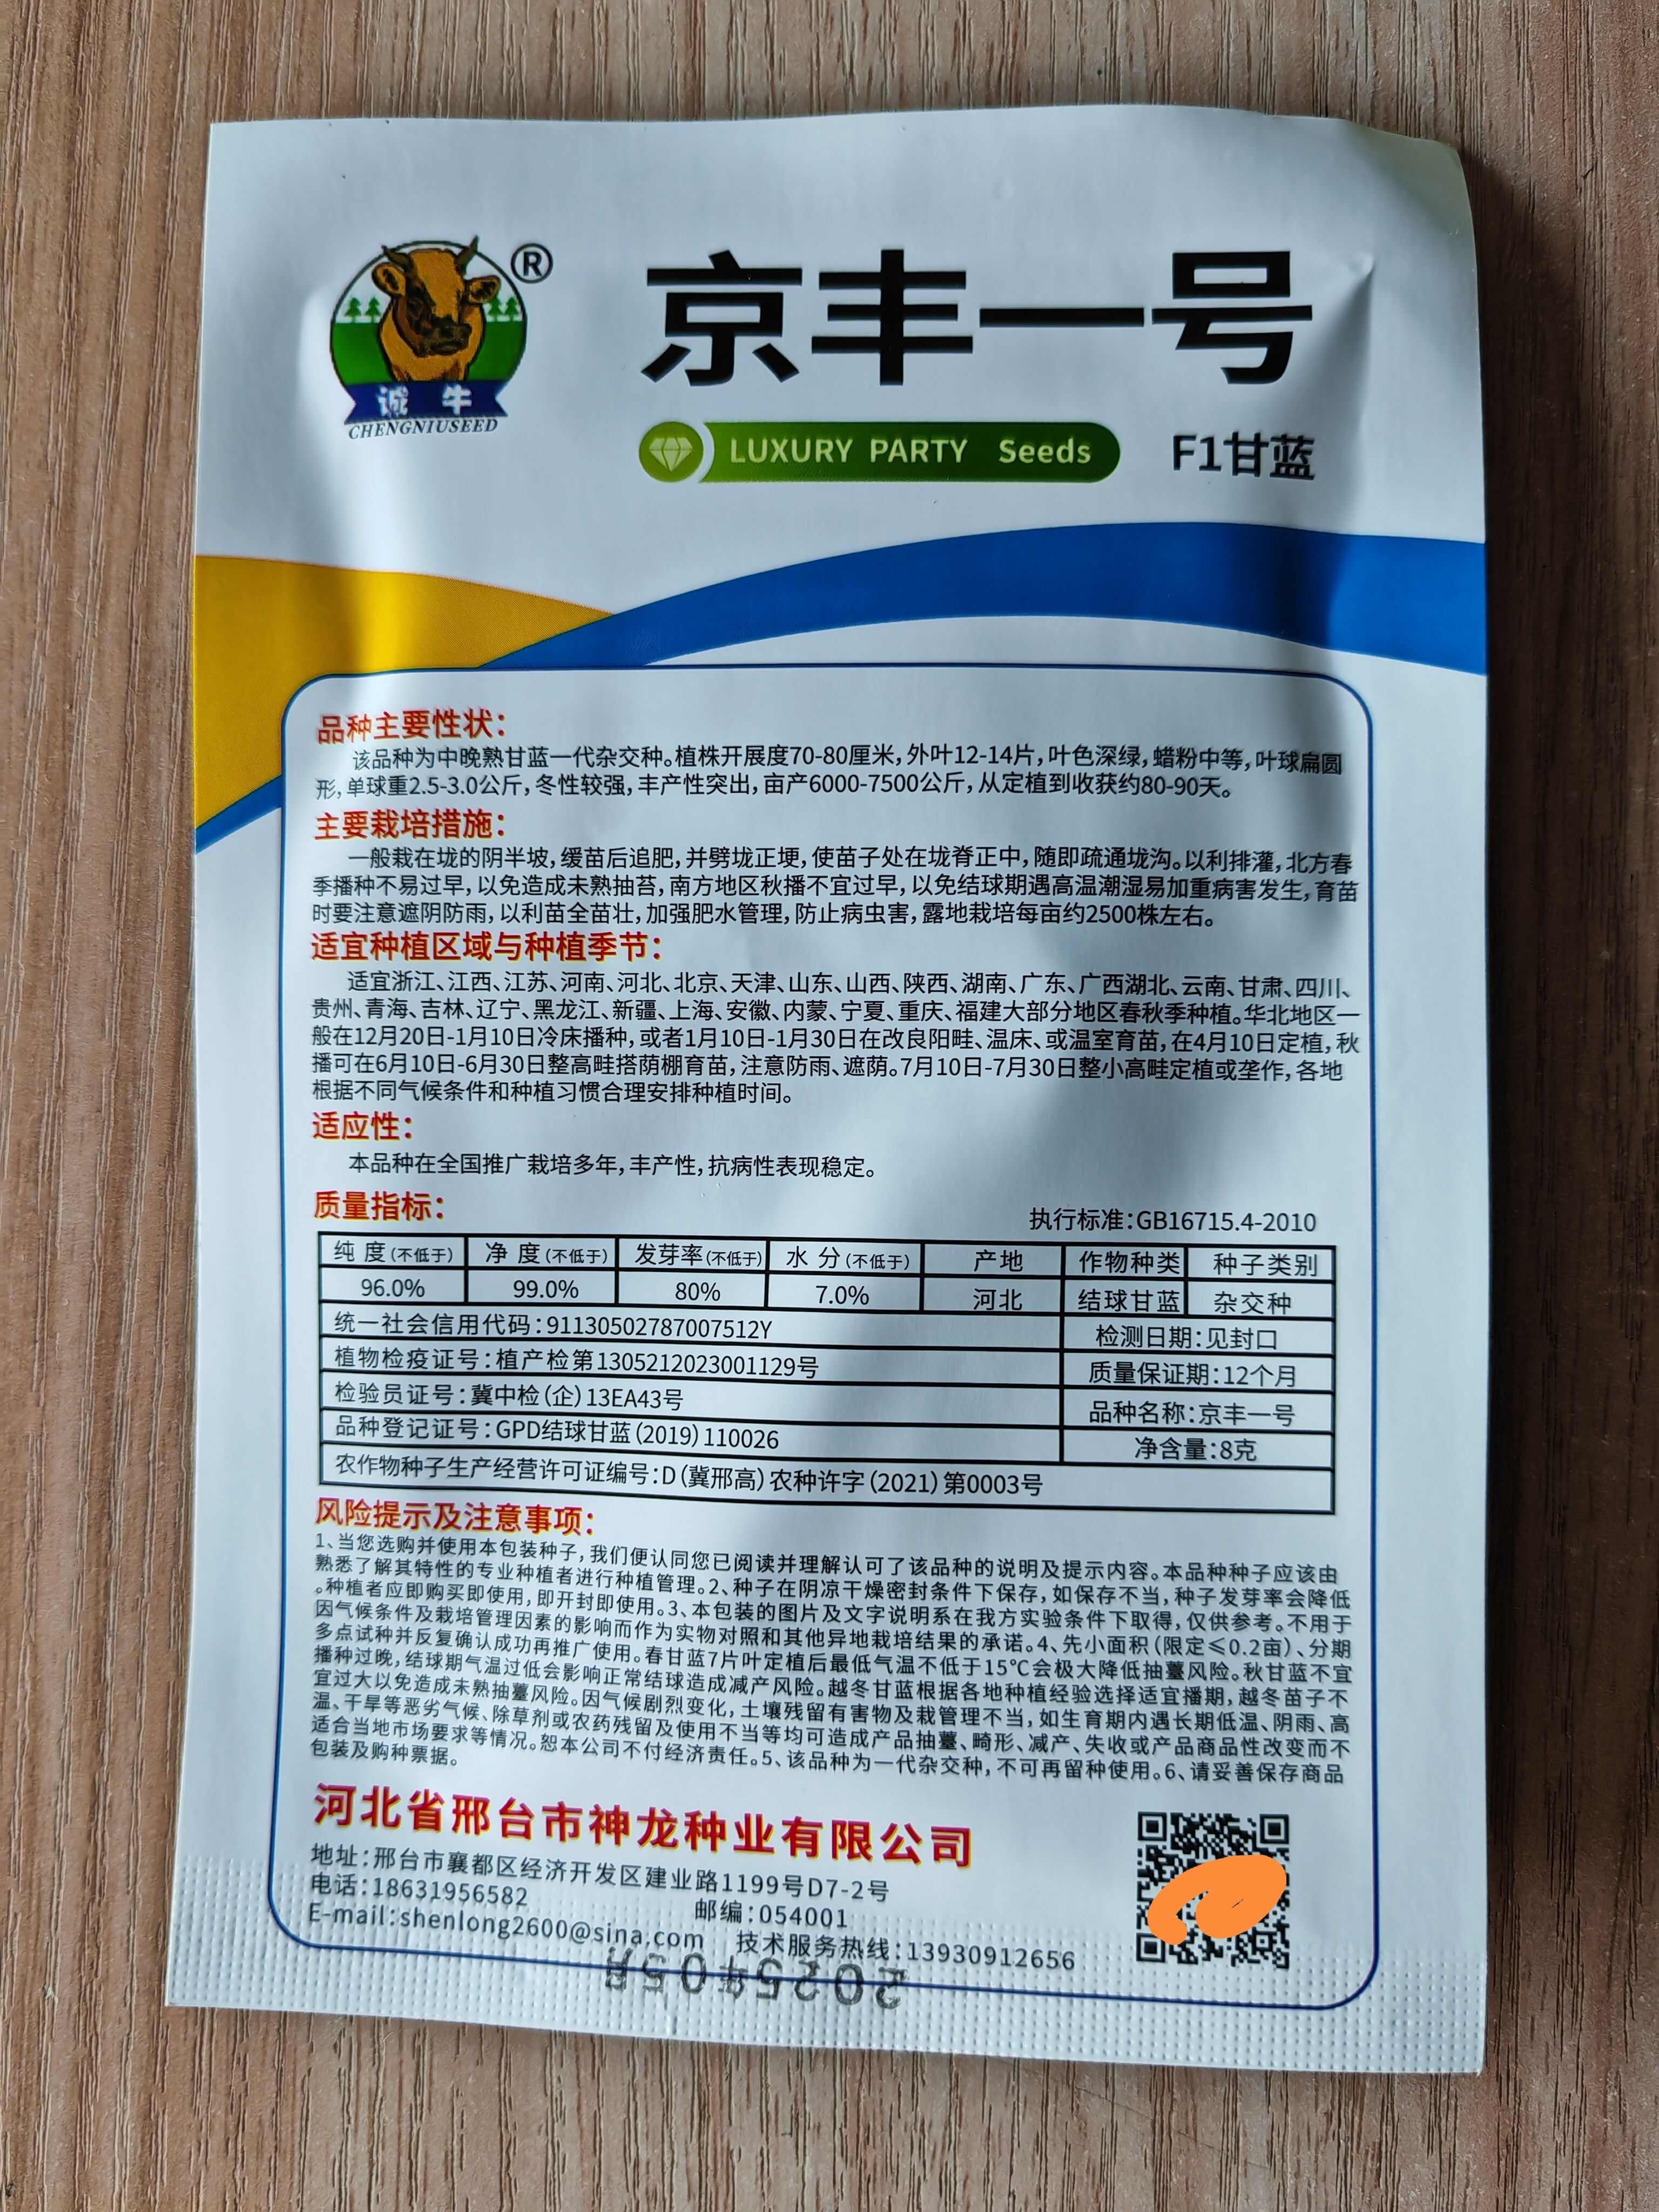 ®
京丰一号
诚牛
CHENGNIUSEED
LUXURY PARTY Seeds
F1甘蓝
品种主要性状：
该品种为中晚熟甘蓝一代杂交种。植株开展度70-80厘米，外叶12-14片，叶色深绿，蜡粉中等，叶球扁圆
形，单球重2.5-3.0公斤，冬性较强，丰产性突出，亩产6000-7500公斤，从定植到收获约80-90天。
主要栽培措施：
一般栽在垅的阴半坡，缓苗后追肥，并劈垅正埂，使苗子处在垅脊正中，随即疏通垅沟。以利排灌，北方春
季播种不易过早，以免造成未熟抽苔，南方地区秋播不宜过早，以免结球期遇高温潮湿易加重病害发生，育苗
时要注意遮阴防雨，以利苗全苗壮，加强肥水管理，防止病虫害，露地栽培每亩约2500株左右。
适宜种植区域与种植季节：
适宜浙江、江西、江苏、河南、河北、北京、天津、山东、山西、陕西、湖南、广东、广西湖北、云南、甘肃、四川、
贵州、青海、吉林、辽宁、黑龙江、新疆、上海、安徽、内蒙、宁夏、重庆、福建大部分地区春秋季种植。华北地区一
般在12月20日-1月10日冷床播种，或者1月10日-1月30日在改良阳畦、温床、或温室育苗，在4月10日定植，秋
播可在6月10日-6月30日整高畦搭荫棚育苗，注意防雨、遮荫。7月10日-7月30日整小高畦定植或垄作，各地
根据不同气候条件和种植习惯合理安排种植时间。
适应性：
本品种在全国推广栽培多年，丰产性，抗病性表现稳定。
质量指标：
执行标准：GB16715.4-2010
纯 度（不低于） 净 度（不低于） 发芽率（不低于） 水 分（不低于） 产地 作物种类 种子类别
96.0% 99.0% 80% 7.0% 河北 结球甘蓝 杂交种
统一社会信用代码：91130502787007512Y 检测日期：见封口
植物检疫证号：植产检第1305212023001129号 质量保证期：12个月
检验员证号：冀中检（企）13EA43号 品种名称：京丰一号
品种登记证号：GPD结球甘蓝（2019）110026 净含量：8克
农作物种子生产经营许可证编号：D（冀邢高）农种许字（2021）第0003号
风险提示及注意事项：
1、当您选购并使用本包装种子，我们便认同您已阅读并理解认可了该品种的说明及提示内容。本品种种子应该由
熟悉了解其特性的专业种植者进行种植管理。2、种子在阴凉干燥密封条件下保存，如保存不当，种子发芽率会降低
。种植者应即购买即使用，即开封即使用。3、本包装的图片及文字说明系在我方实验条件下取得，仅供参考。不用于
因气候条件及栽培管理因素的影响而作为实物对照和其他异地栽培结果的承诺。4、先小面积（限定≤0.2亩）、分期
多点试种并反复确认成功再推广使用。春甘蓝7片叶定植后最低气温不低于15℃会极大降低抽薹风险。秋甘蓝不宜
播种过晚，结球期气温过低会影响正常结球造成减产风险。越冬甘蓝根据各地种植经验选择适宜播期，越冬苗子不
宜过大以免造成未熟抽薹风险。因气候剧烈变化，土壤残留有害物及栽管理不当，如生育期内遇长期低温、阴雨、高
温、干旱等恶劣气候、除草剂或农药残留及使用不当等均可造成产品抽薹、畸形、减产、失收或产品商品性改变而不
适合当地市场要求等情况。恕本公司不付经济责任。5、该品种为一代杂交种，不可再留种使用。6、请妥善保存商品
包装及购种票据。
河北省邢台市神龙种业有限公司
地址：邢台市襄都区经济开发区建业路1199号D7-2号
电话：18631956582 邮编：054001
E-mail：shenlong2600@sina.com 技术服务热线：13930912656
2025年05月